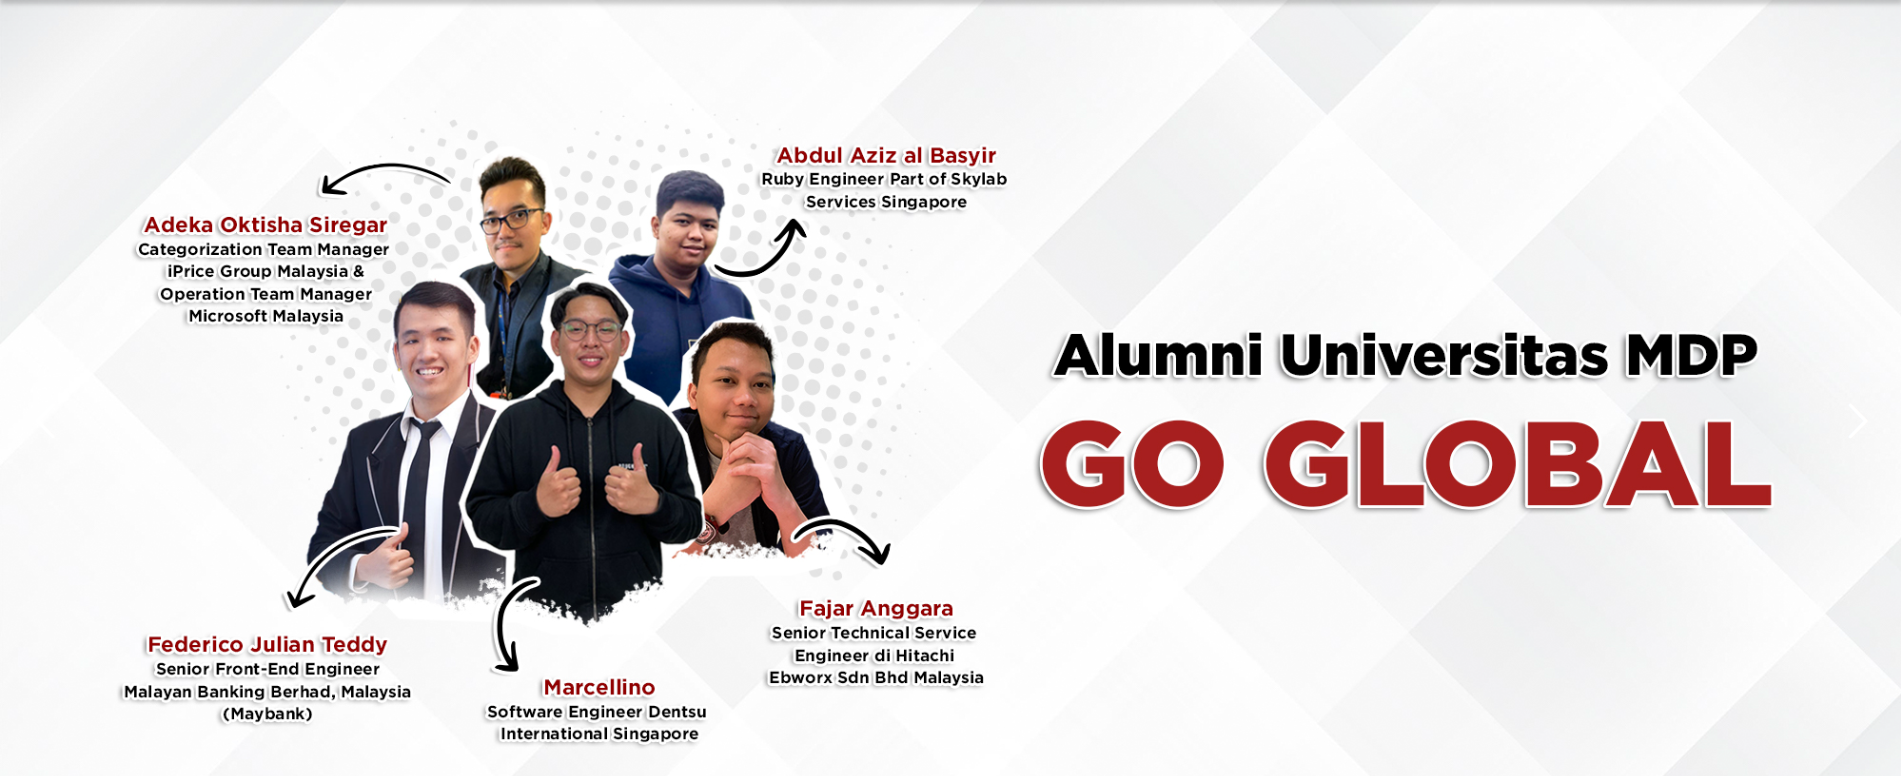 Abdul Aziz al Basyir
Ruby Engineer Part of Skylab
Services Singapore
Adeka Oktisha Siregar
Categorization Team Manager
iPrice Group Malaysia &
Operation Team Manager
Microsoft Malaysia
Alumni Universitas MDP
GO GLOBAL
Fajar Anggara
Senior Technical Service
Engineer di Hitachi
Ebworx Sdn Bhd Malaysia
Federico Julian Teddy
Senior Front-End Engineer
Malayan Banking Berhad, Malaysia
(Maybank)
Marcellino
Software Engineer Dentsu
International Singapore